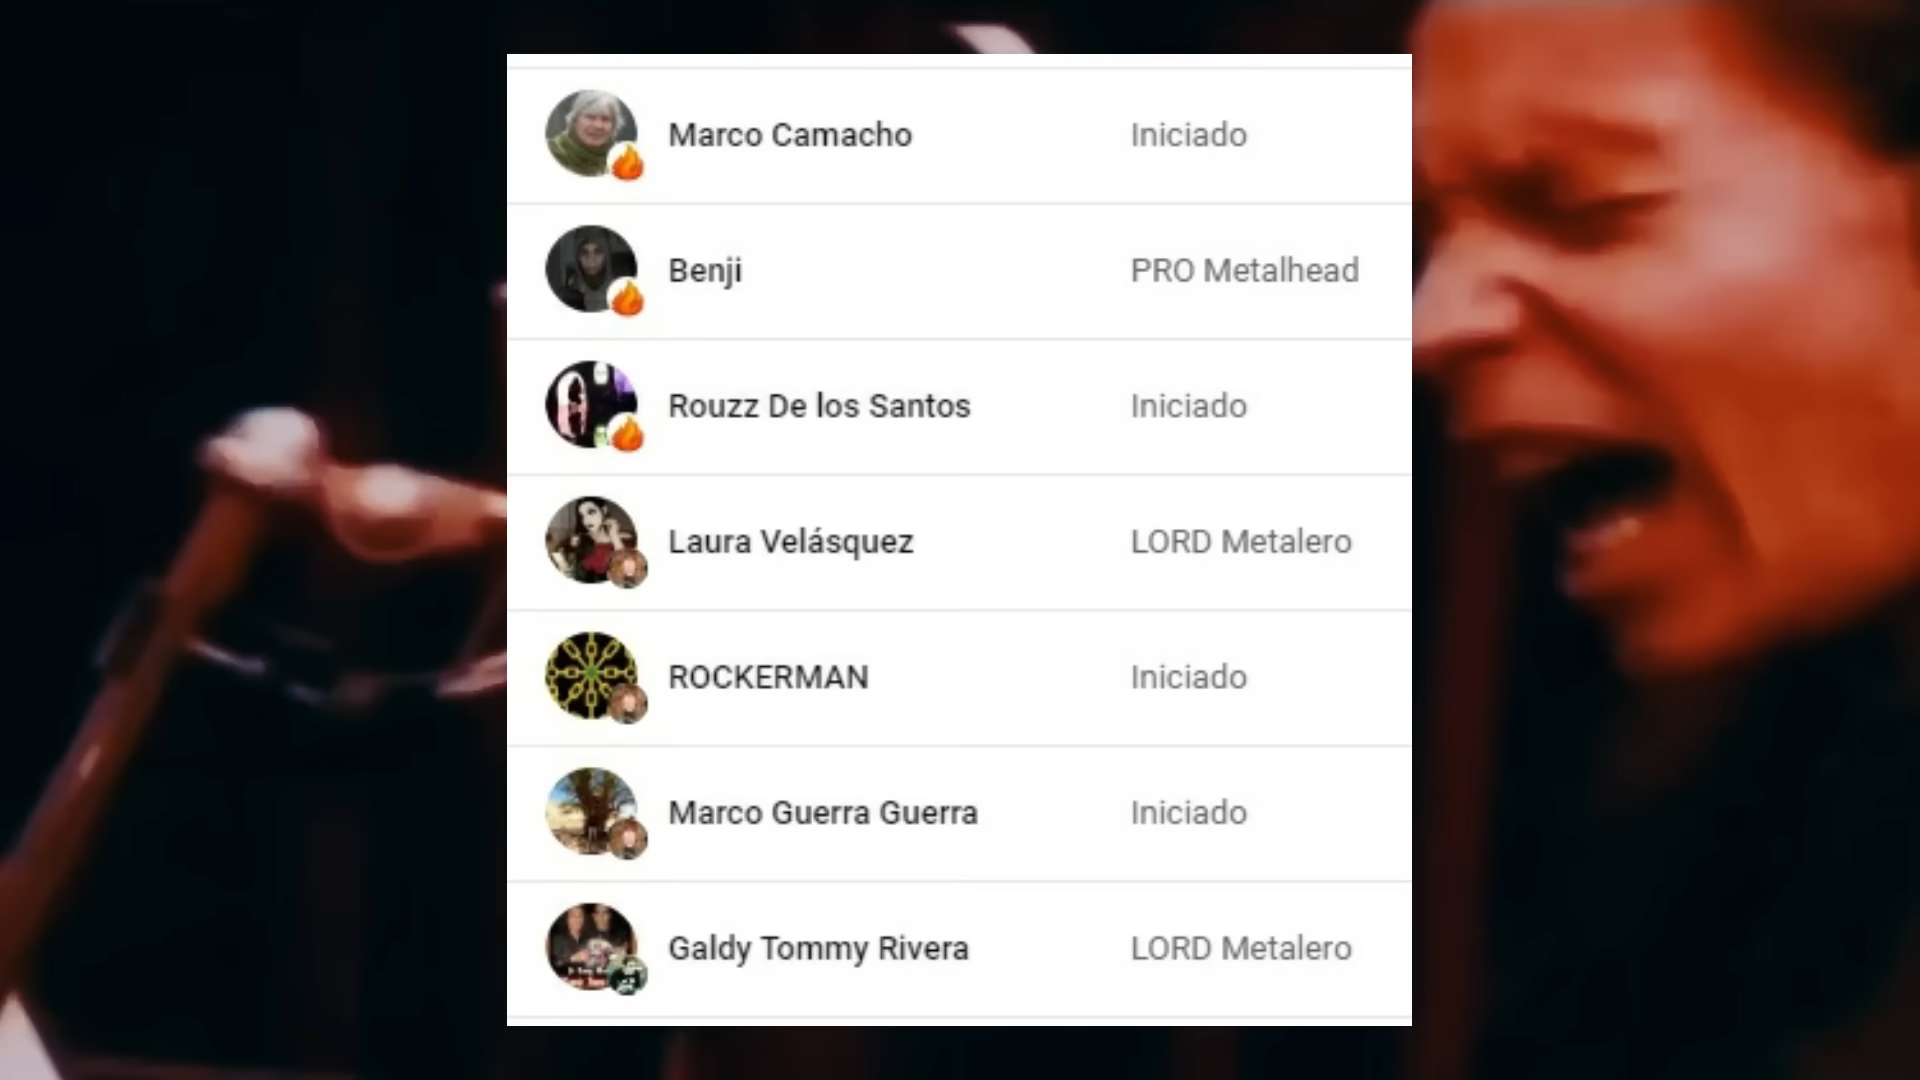 Marco Camacho Iniciado
Benji PRO Metalhead
Rouzz De los Santos Iniciado
Laura Velásquez LORD Metalero
ROCKERMAN Iniciado
Marco Guerra Guerra Iniciado
Galdy Tommy Rivera LORD Metalero